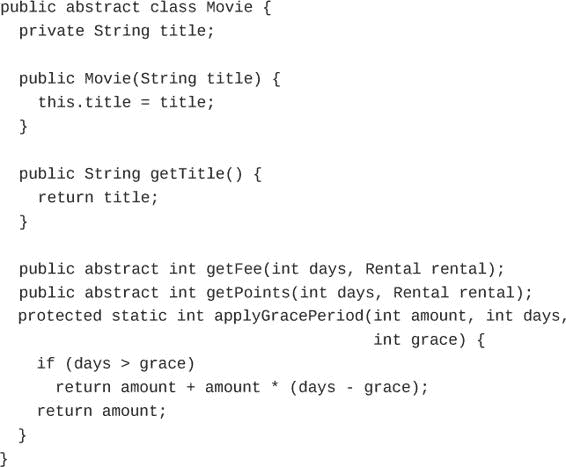 public abstract class Movie {
  private String title;

  public Movie(String title) {
    this.title = title;
  }

  public String getTitle() {
    return title;
  }

  public abstract int getFee(int days, Rental rental);
  public abstract int getPoints(int days, Rental rental);
  protected static int applyGracePeriod(int amount, int days,
                                        int grace) {
    if (days > grace)
      return amount + amount * (days - grace);
    return amount;
  }
}